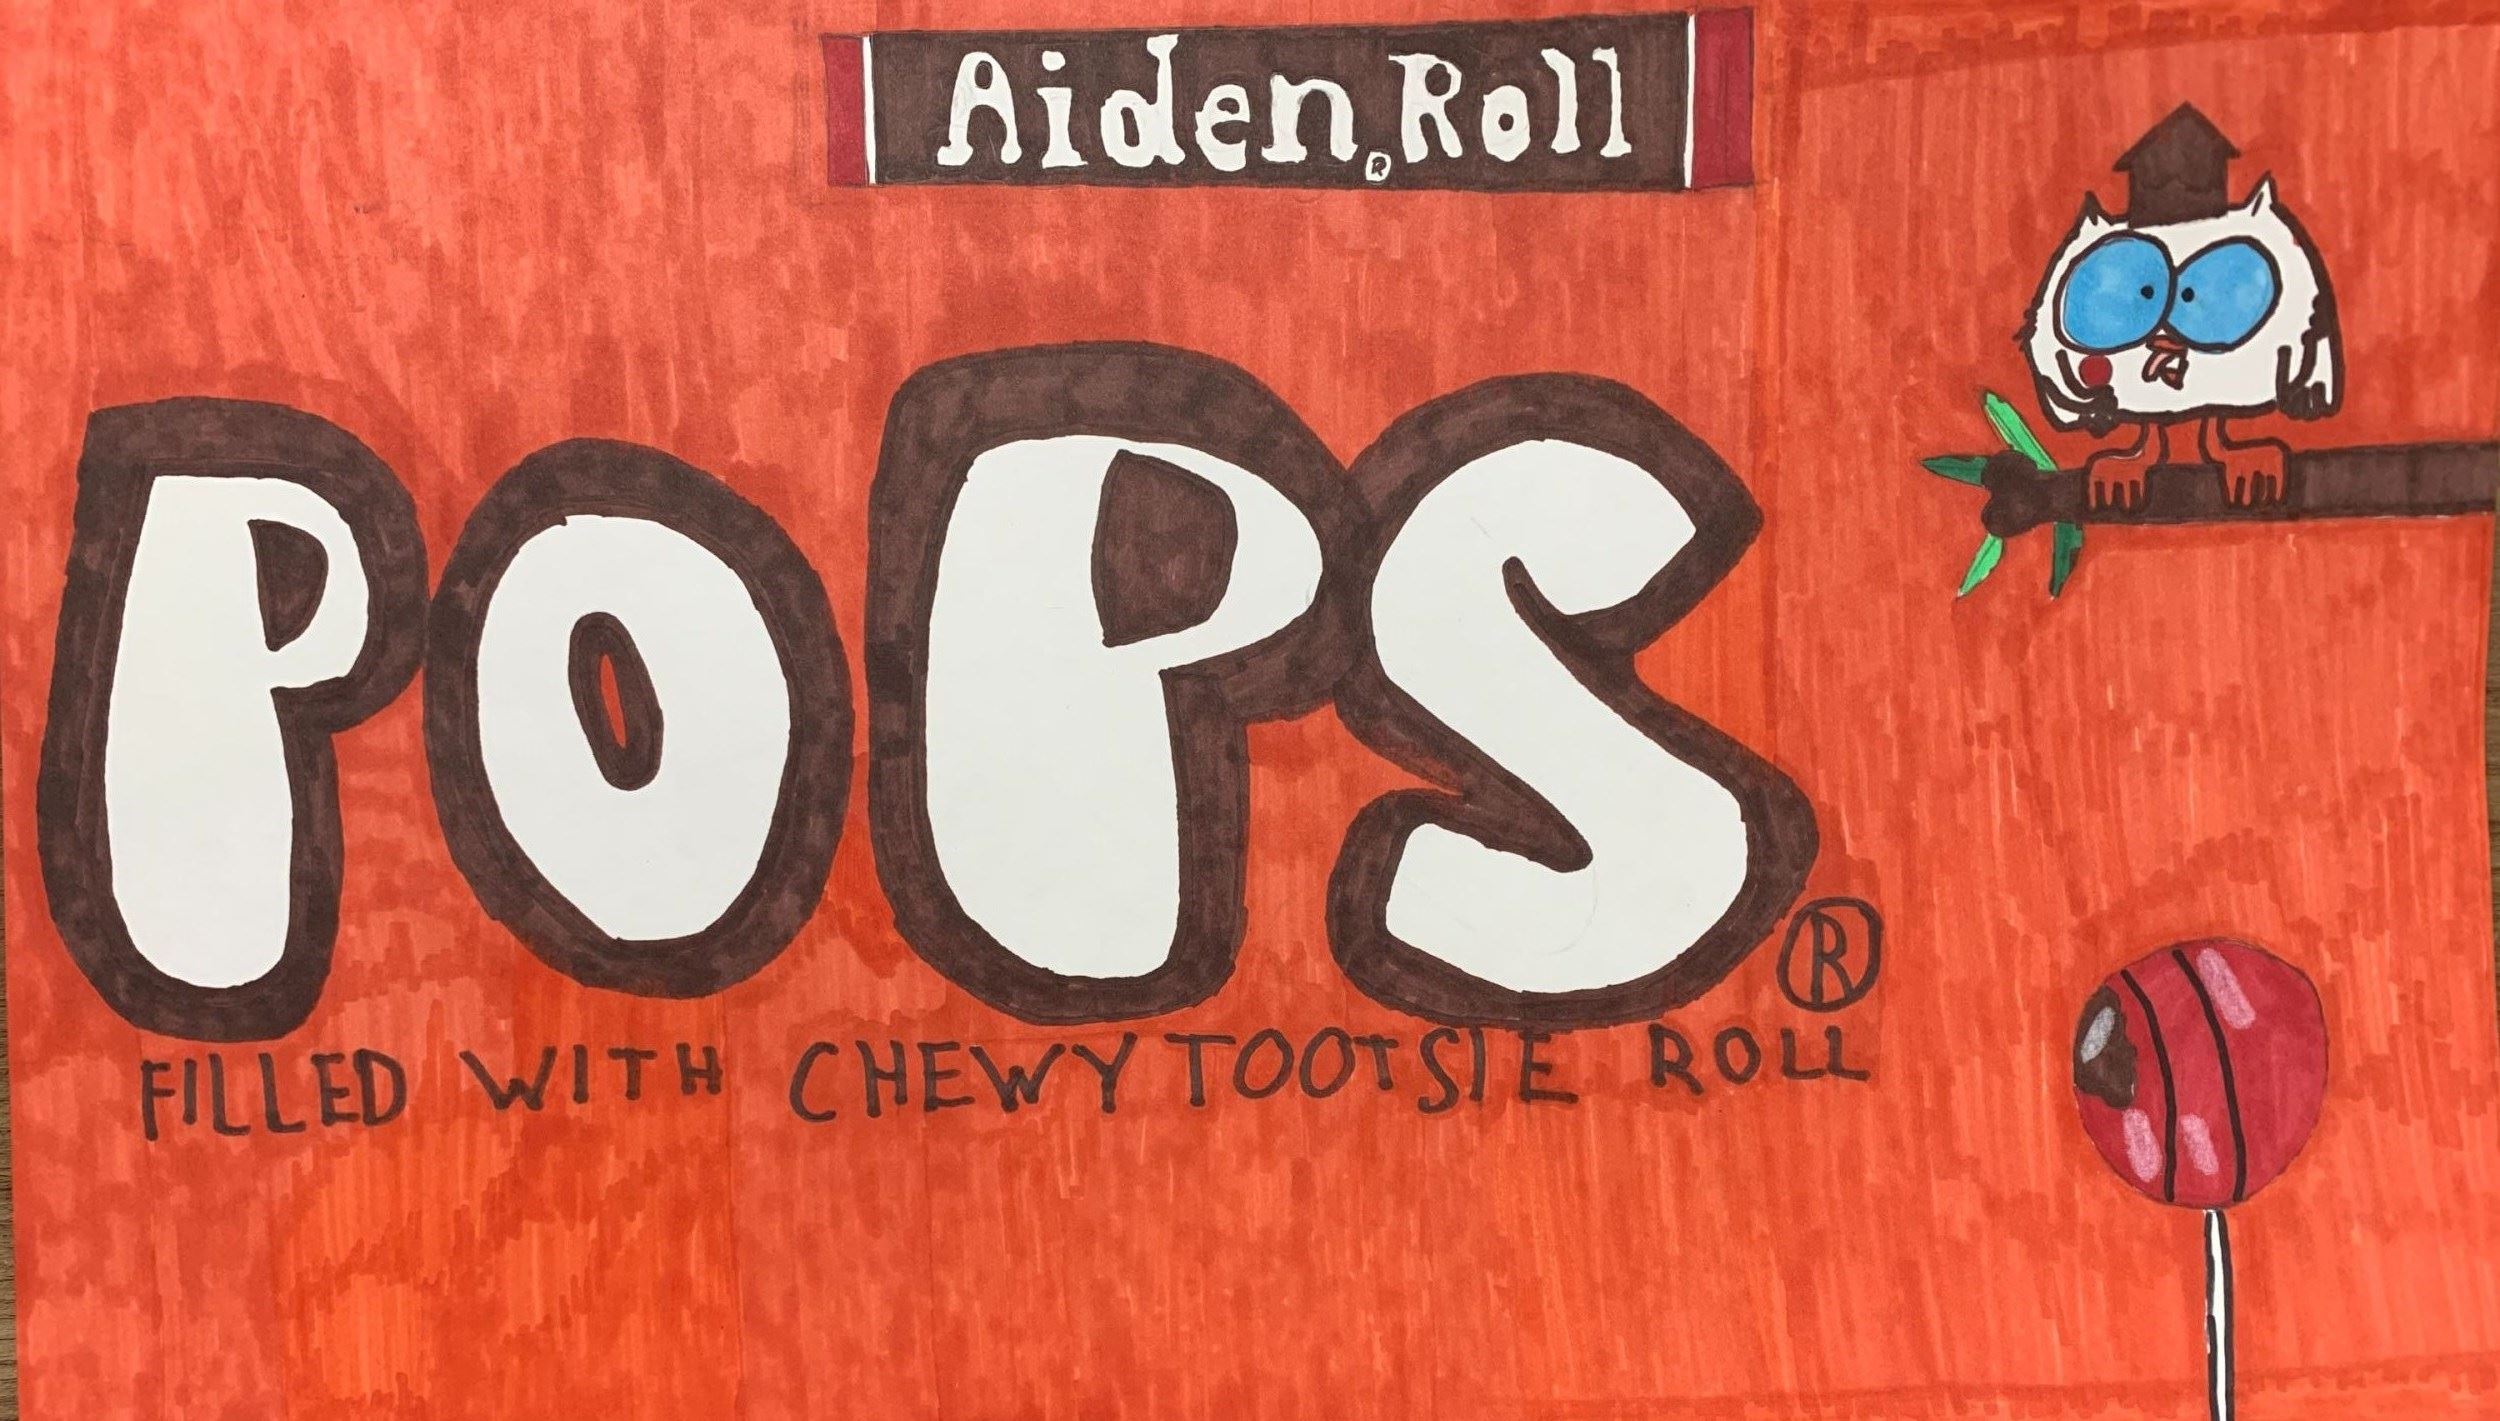 Aiden® Roll
POPS®
FILLED WITH CHEWY TOOTSIE ROLL